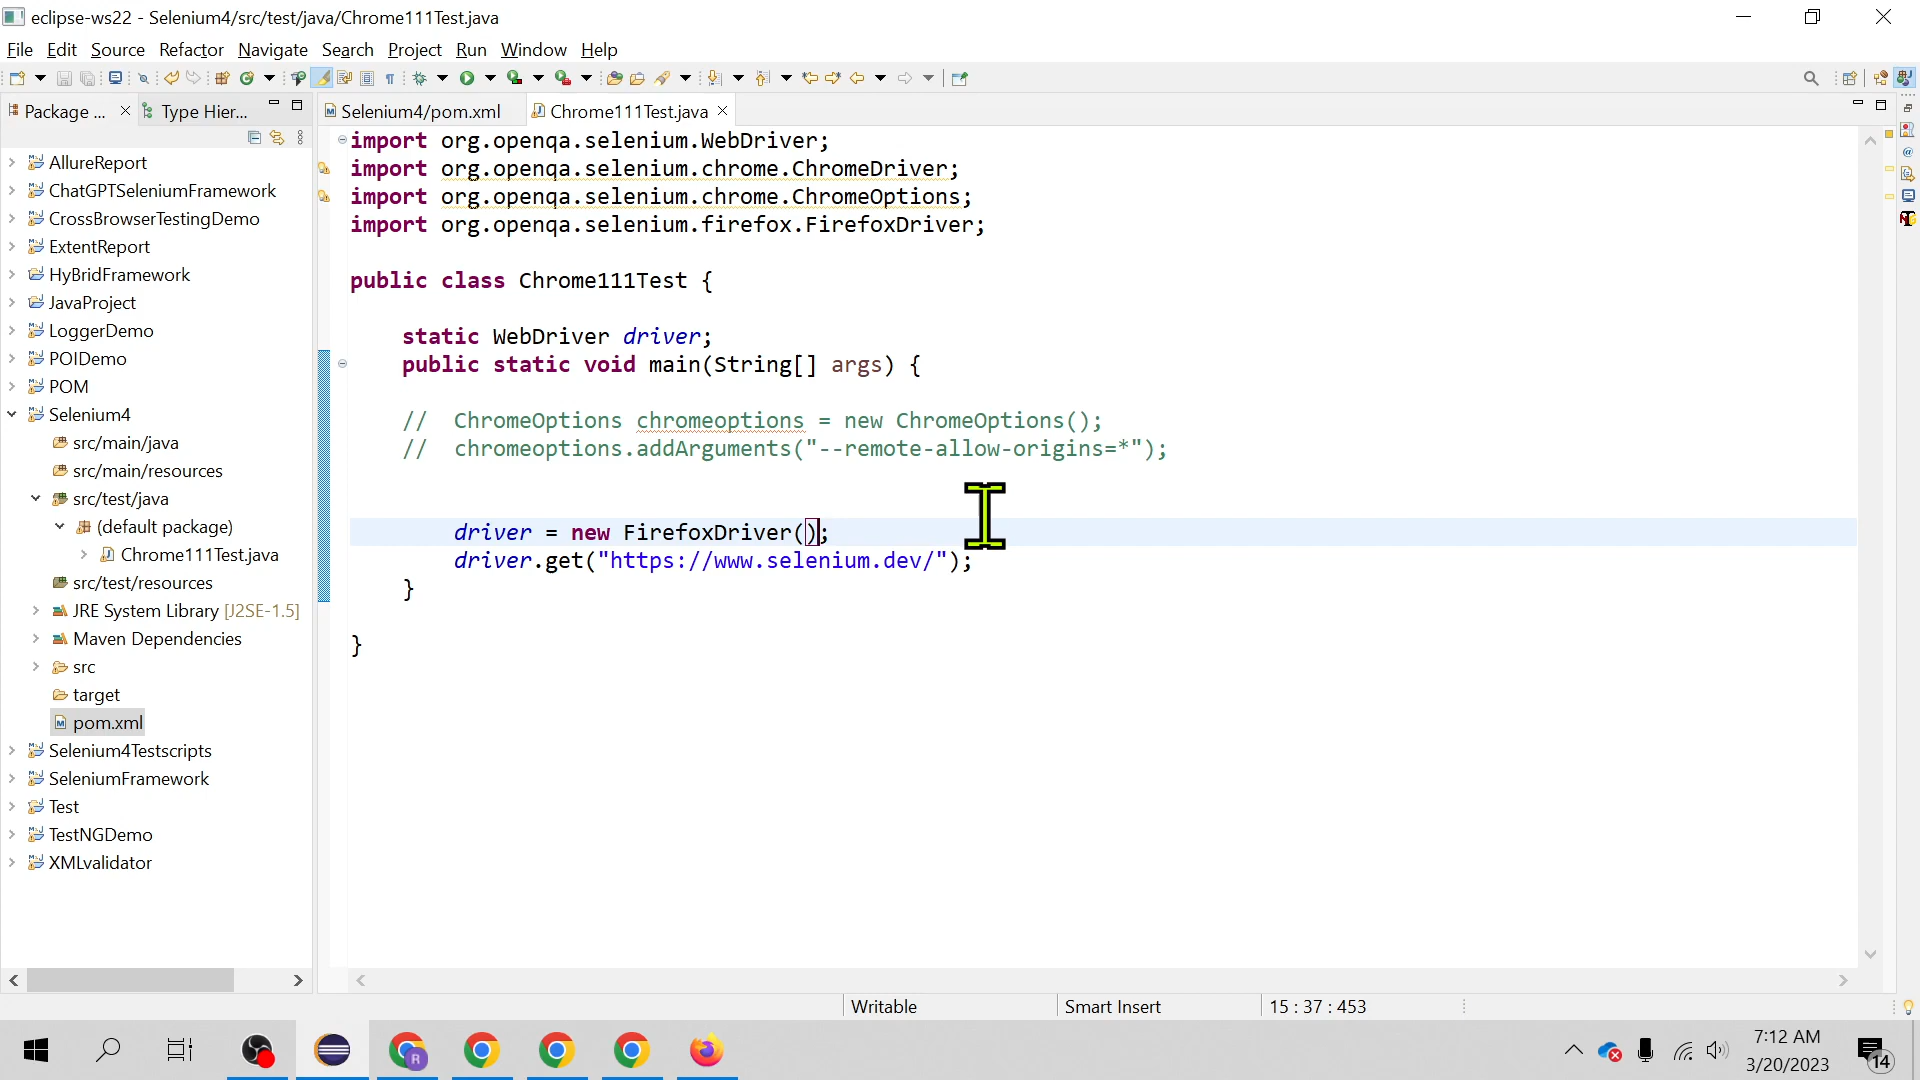 eclipse-ws22 - Selenium4/src/test/java/Chrome111Test.java
File Edit Source Refactor Navigate Search Project Run Window Help
Package ...
Type Hier...
Selenium4/pom.xml
Chrome111Test.java
AllureReport
ChatGPTSeleniumFramework
CrossBrowserTestingDemo
ExtentReport
HyBridFramework
JavaProject
LoggerDemo
POIDemo
POM
Selenium4
src/main/java
src/main/resources
src/test/java
(default package)
Chrome111Test.java
src/test/resources
JRE System Library [J2SE-1.5]
Maven Dependencies
src
target
pom.xml
Selenium4Testscripts
SeleniumFramework
Test
TestNGDemo
XMLvalidator
import org.openqa.selenium.WebDriver;
import org.openqa.selenium.chrome.ChromeDriver;
import org.openqa.selenium.chrome.ChromeOptions;
import org.openqa.selenium.firefox.FirefoxDriver;
public class Chrome111Test {
static WebDriver driver;
public static void main(String[] args) {
// ChromeOptions chromeoptions = new ChromeOptions();
// chromeoptions.addArguments("--remote-allow-origins=*");
driver = new FirefoxDriver();
driver.get("https://www.selenium.dev/");
}
}
Writable
Smart Insert
15 : 37 : 453
R
7:12 AM
3/20/2023
14